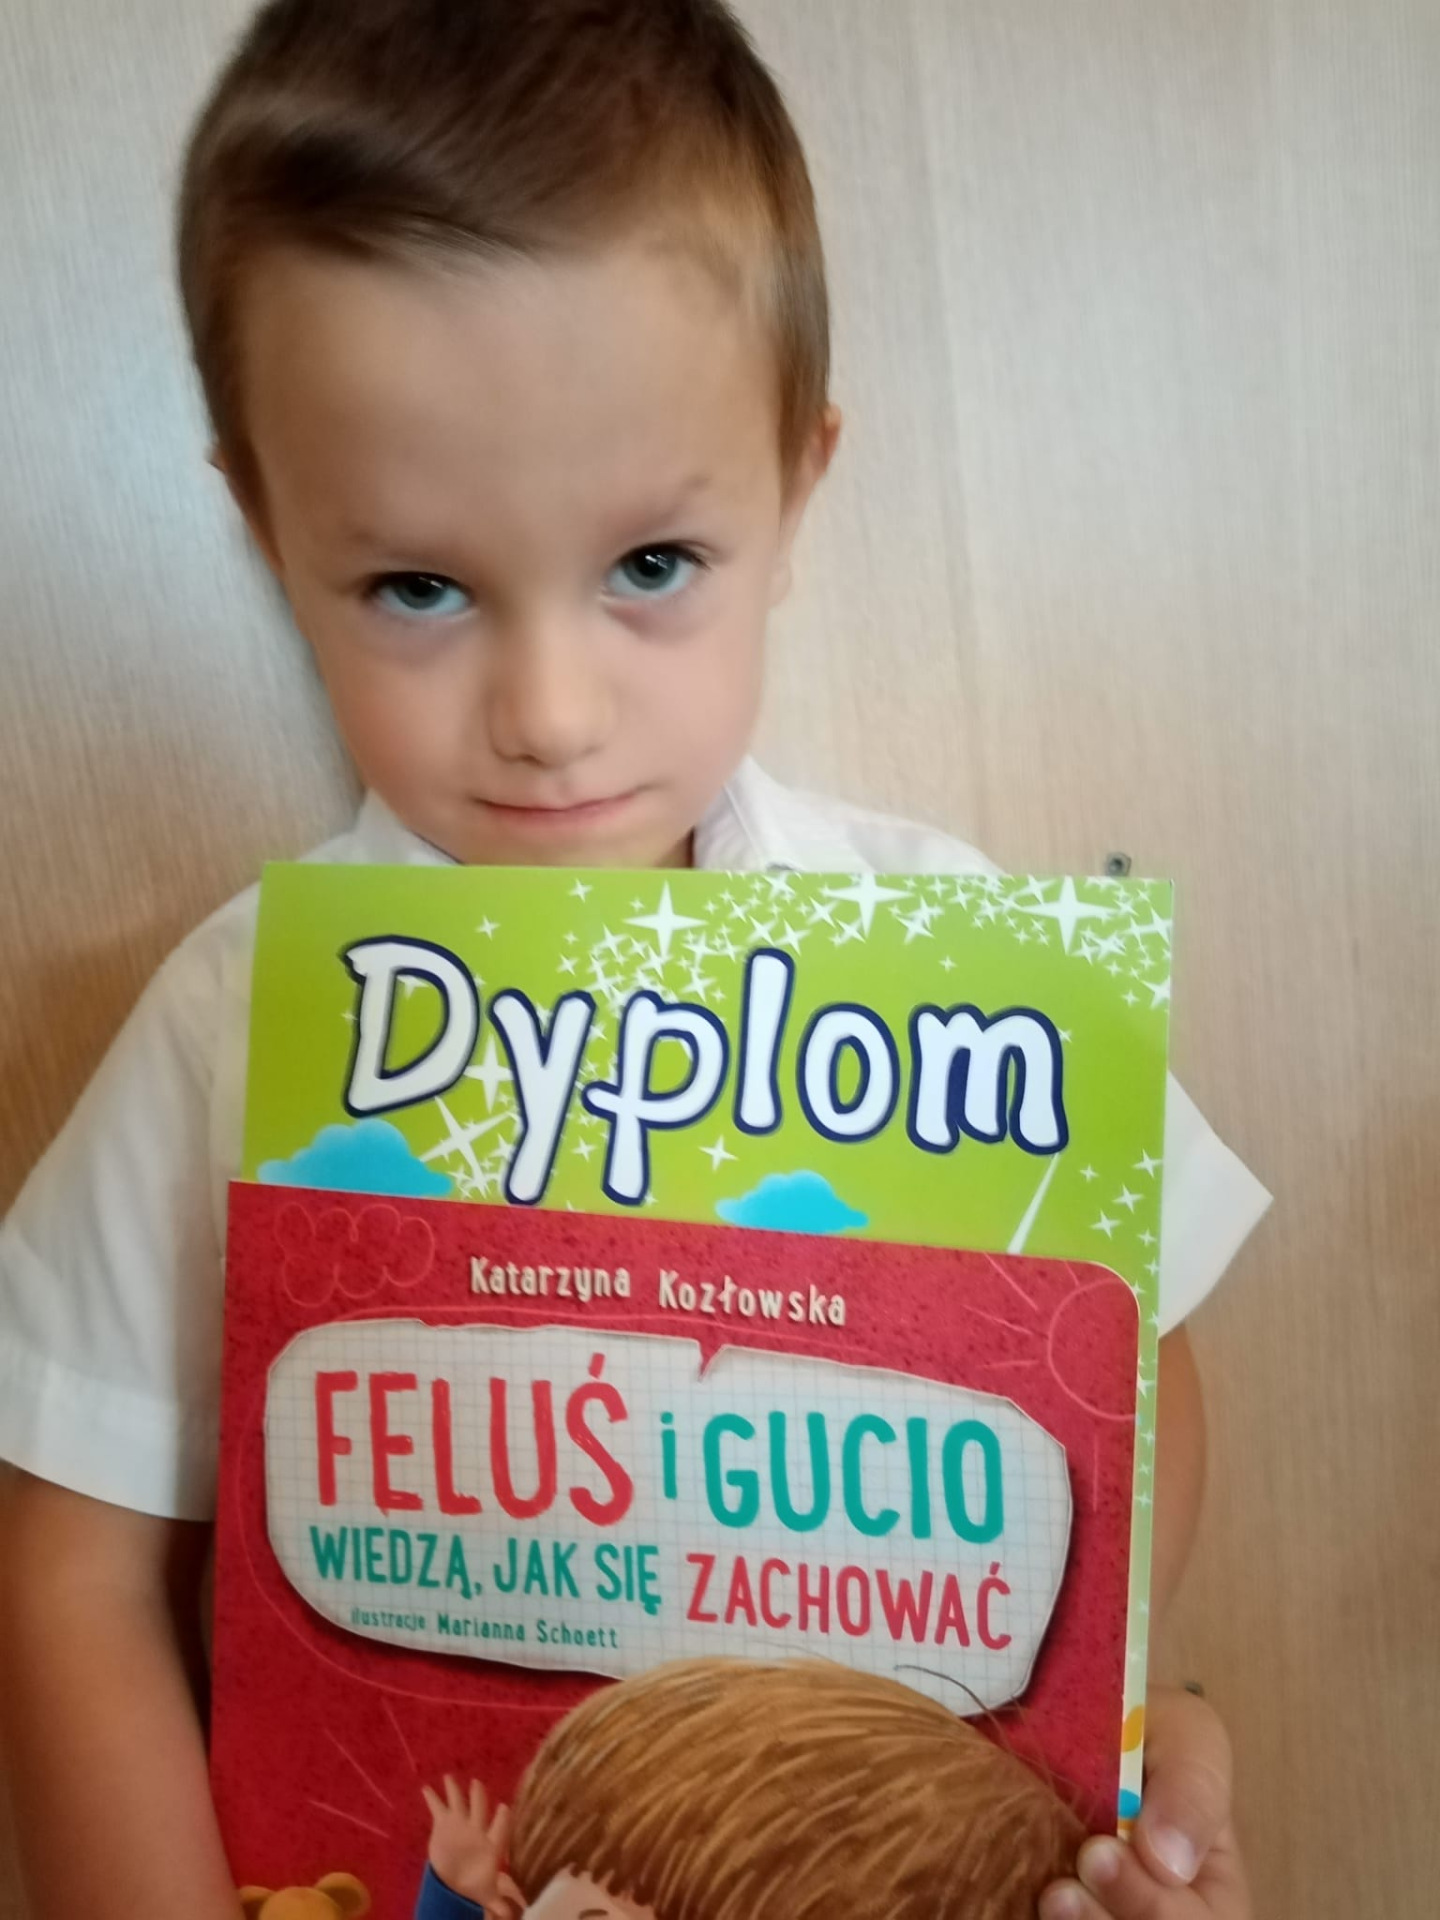 Dyplom
Katarzyna Kozłowska
FELUŚ i GUCIO
WIEDZĄ, JAK SIĘ ZACHOWAĆ
ilustracje Marianna Schoett